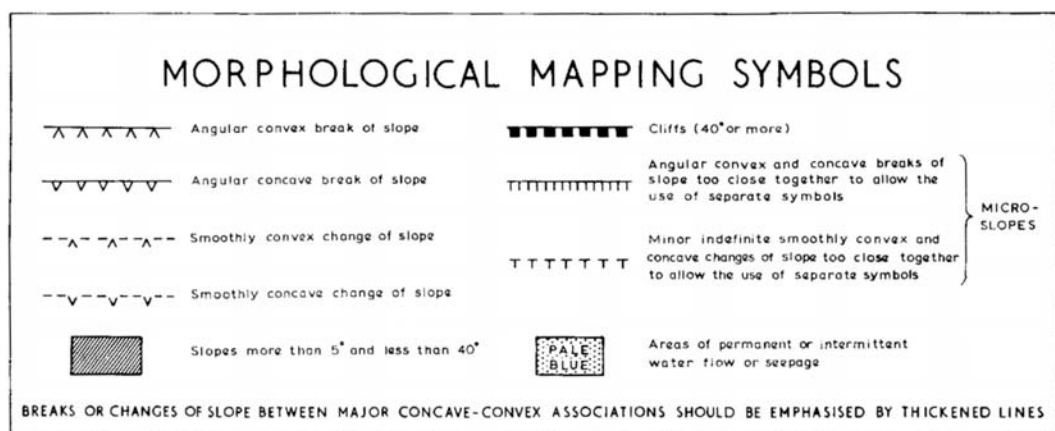 MORPHOLOGICAL MAPPING SYMBOLS
Angular convex break of slope
Angular concave break of slope
Smoothly convex change of slope
Smoothly concave change of slope
Slopes more than 5° and less than 40°
Cliffs (40° or more)
Angular convex and concave breaks of
slope too close together to allow the
use of separate symbols
Minor indefinite smoothly convex and
concave changes of slope too close together
to allow the use of separate symbols
MICRO-
SLOPES
PALE
BLUE
Areas of permanent or intermittent
water flow or seepage
BREAKS OR CHANGES OF SLOPE BETWEEN MAJOR CONCAVE-CONVEX ASSOCIATIONS SHOULD BE EMPHASISED BY THICKENED LINES